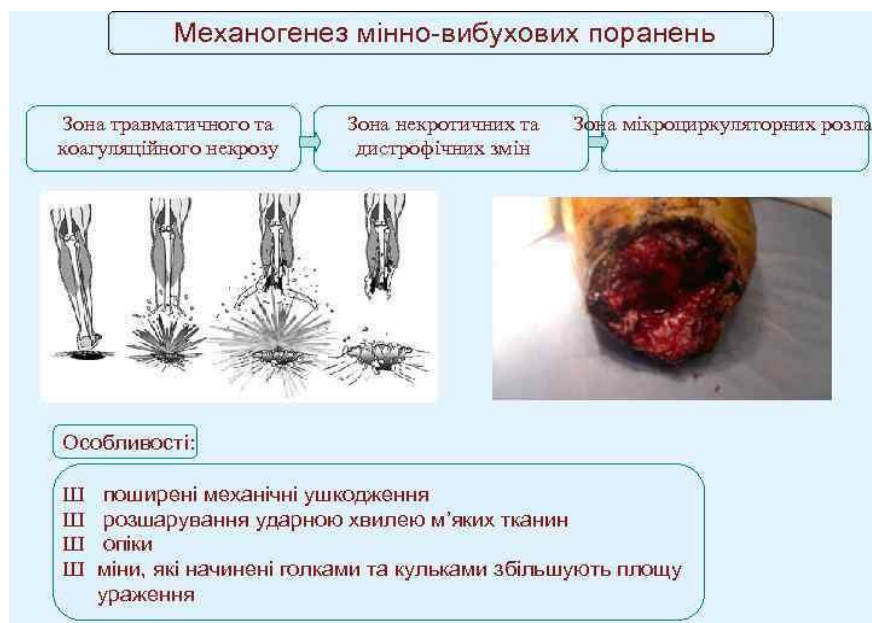 Механогенез мінно-вибухових поранень
Зона травматичного та
коагуляційного некрозу
Зона некротичних та
дистрофічних змін
Зона мікроциркуляторних розла
Особливості:
Ш поширені механічні ушкодження
Ш розшарування ударною хвилею м’яких тканин
Ш опіки
Ш міни, які начинені голками та кульками збільшують площу
ураження